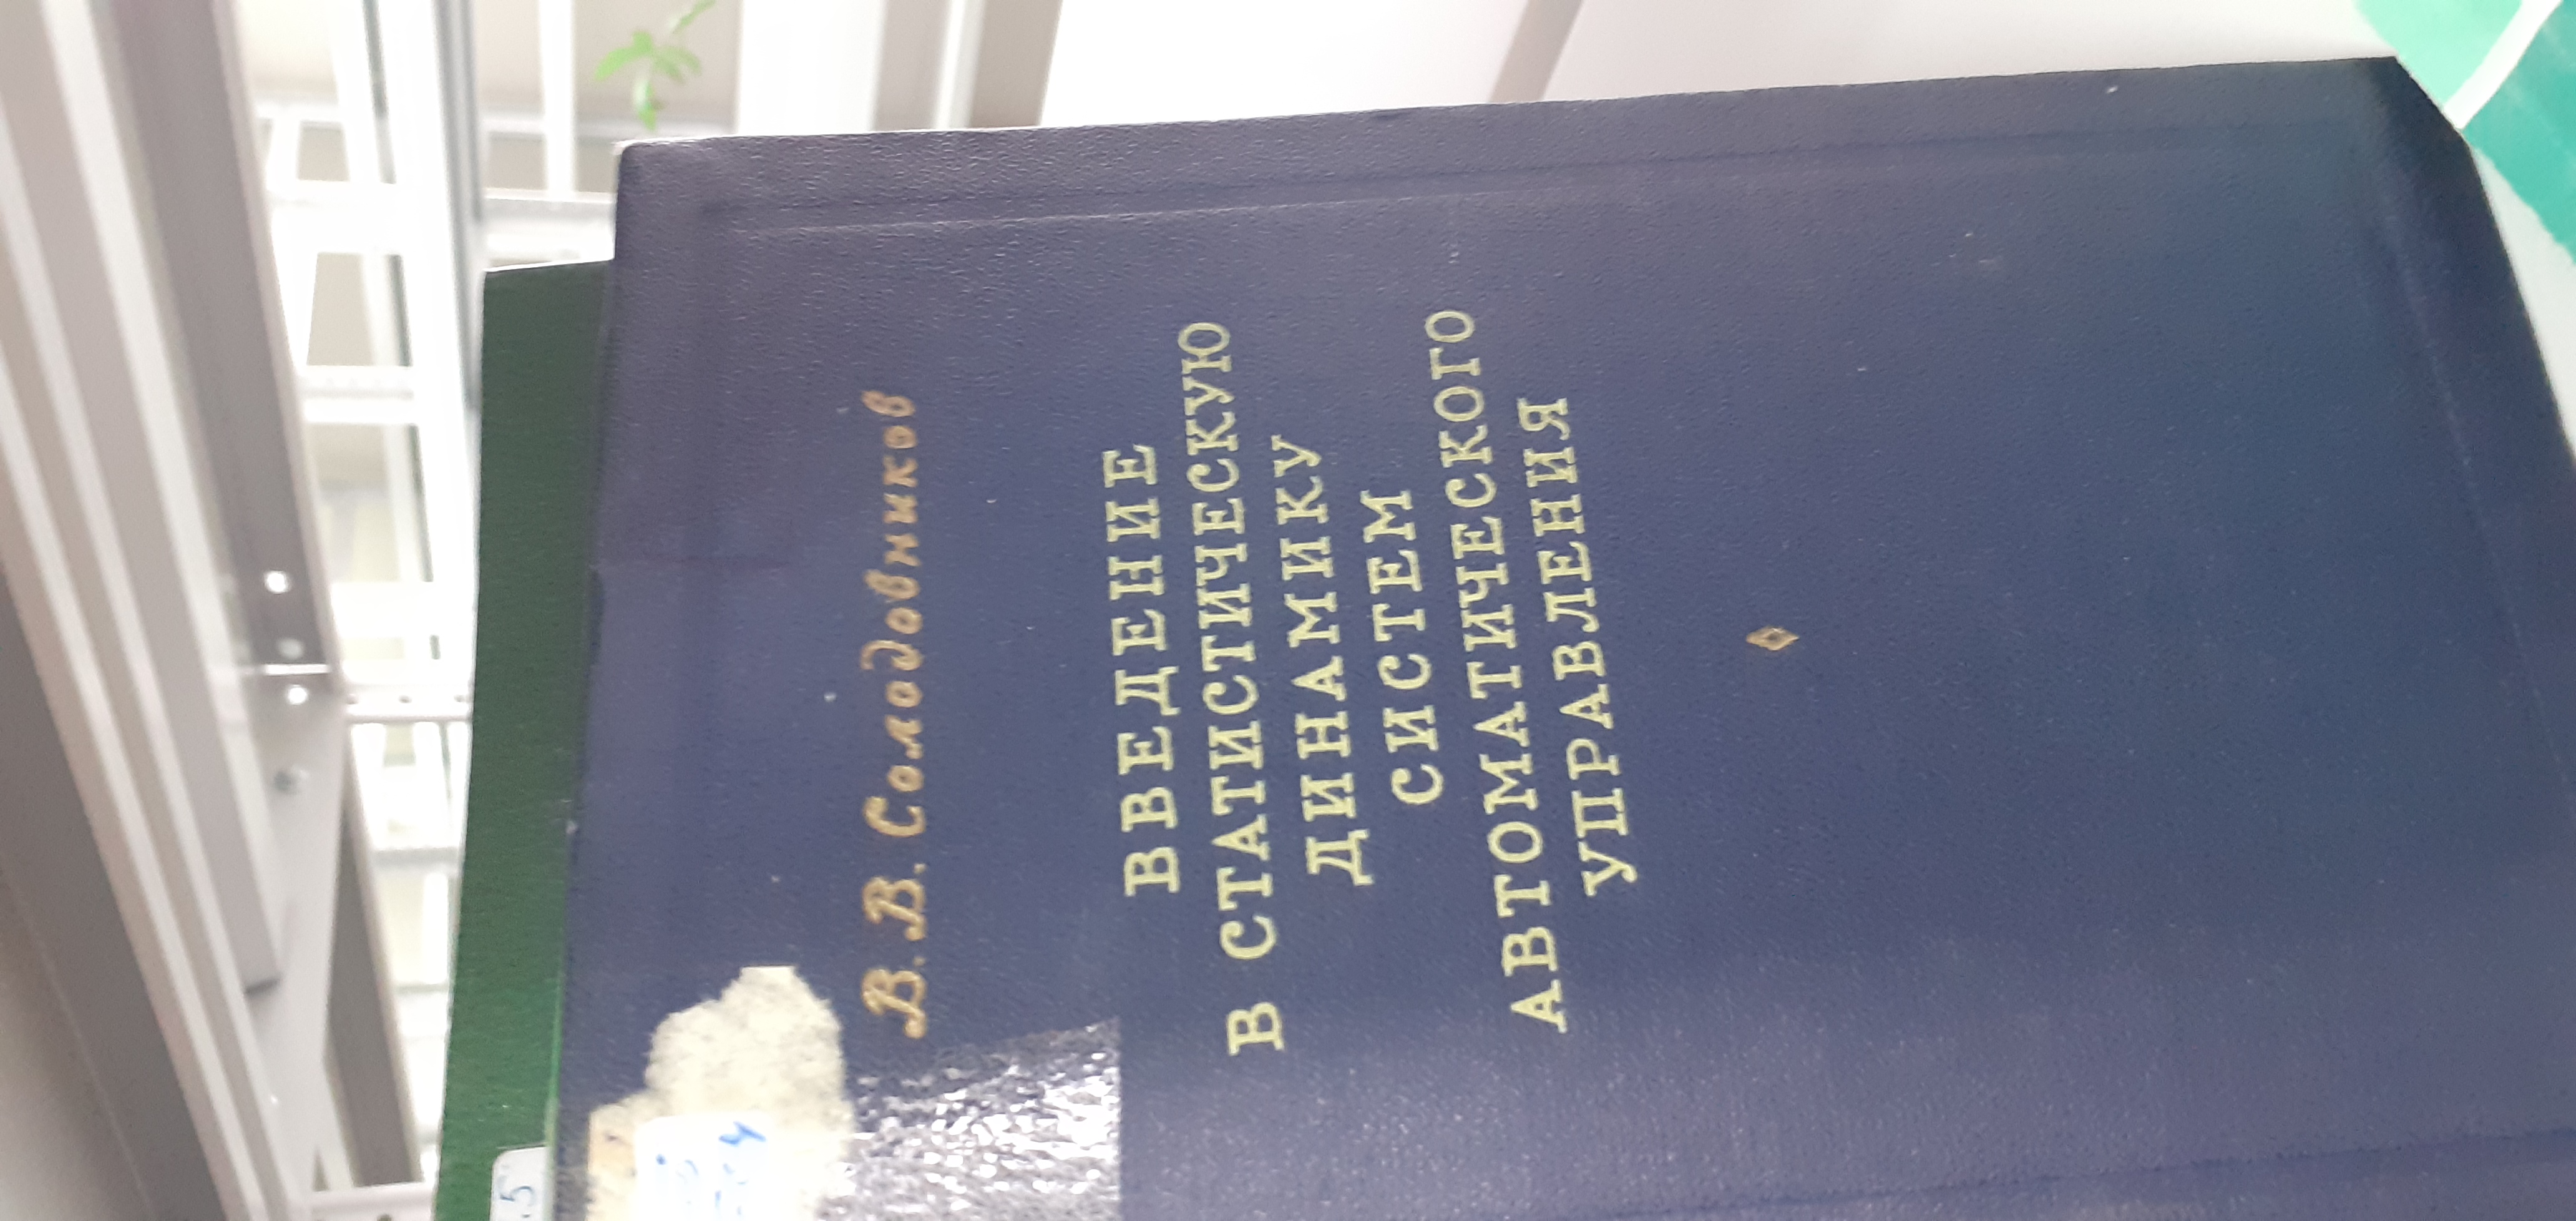 В. В. Солодовников
ВВЕДЕНИЕ
В СТАТИСТИЧЕСКУЮ
ДИНАМИКУ
СИСТЕМ
АВТОМАТИЧЕСКОГО
УПРАВЛЕНИЯ